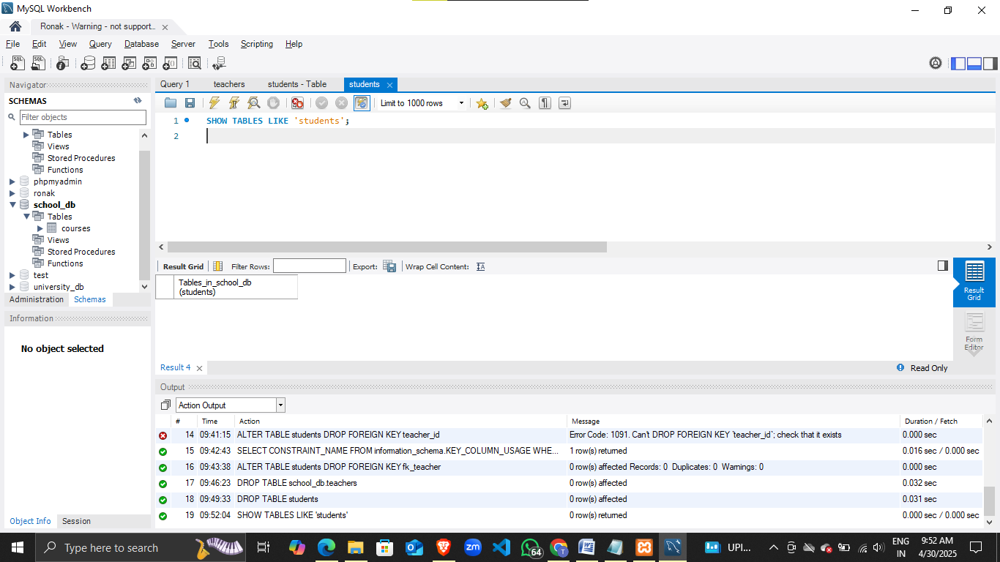 MySQL Workbench
Ronak - Warning - not support...
File Edit View Query Database Server Tools Scripting Help
Navigator
SCHEMAS
Filter objects
Tables
Views
Stored Procedures
Functions
phpmyadmin
ronak
school_db
Tables
courses
Views
Stored Procedures
Functions
test
university_db
Administration Schemas
Information
No object selected
Object Info Session
Query 1 teachers students - Table students
Limit to 1000 rows
1 SHOW TABLES LIKE 'students';
2
Result Grid Filter Rows: Export: Wrap Cell Content:
Tables_in_school_db
(students)
Result
Grid
Form
Editor
Result 4 Read Only
Output
Action Output
# Time Action Message Duration / Fetch
14 09:41:15 ALTER TABLE students DROP FOREIGN KEY teacher_id Error Code: 1091. Can't DROP FOREIGN KEY `teacher_id`; check that it exists 0.000 sec
15 09:42:43 SELECT CONSTRAINT_NAME FROM information_schema.KEY_COLUMN_USAGE WHE... 1 row(s) returned 0.016 sec / 0.000 sec
16 09:43:38 ALTER TABLE students DROP FOREIGN KEY fk_teacher 0 row(s) affected Records: 0 Duplicates: 0 Warnings: 0 0.000 sec
17 09:46:23 DROP TABLE school_db.teachers 0 row(s) affected 0.032 sec
18 09:49:33 DROP TABLE students 0 row(s) affected 0.031 sec
19 09:52:04 SHOW TABLES LIKE 'students' 0 row(s) returned 0.000 sec / 0.000 sec
Type here to search
zm
64
T
UPI...
ENG
IN
9:52 AM
4/30/2025